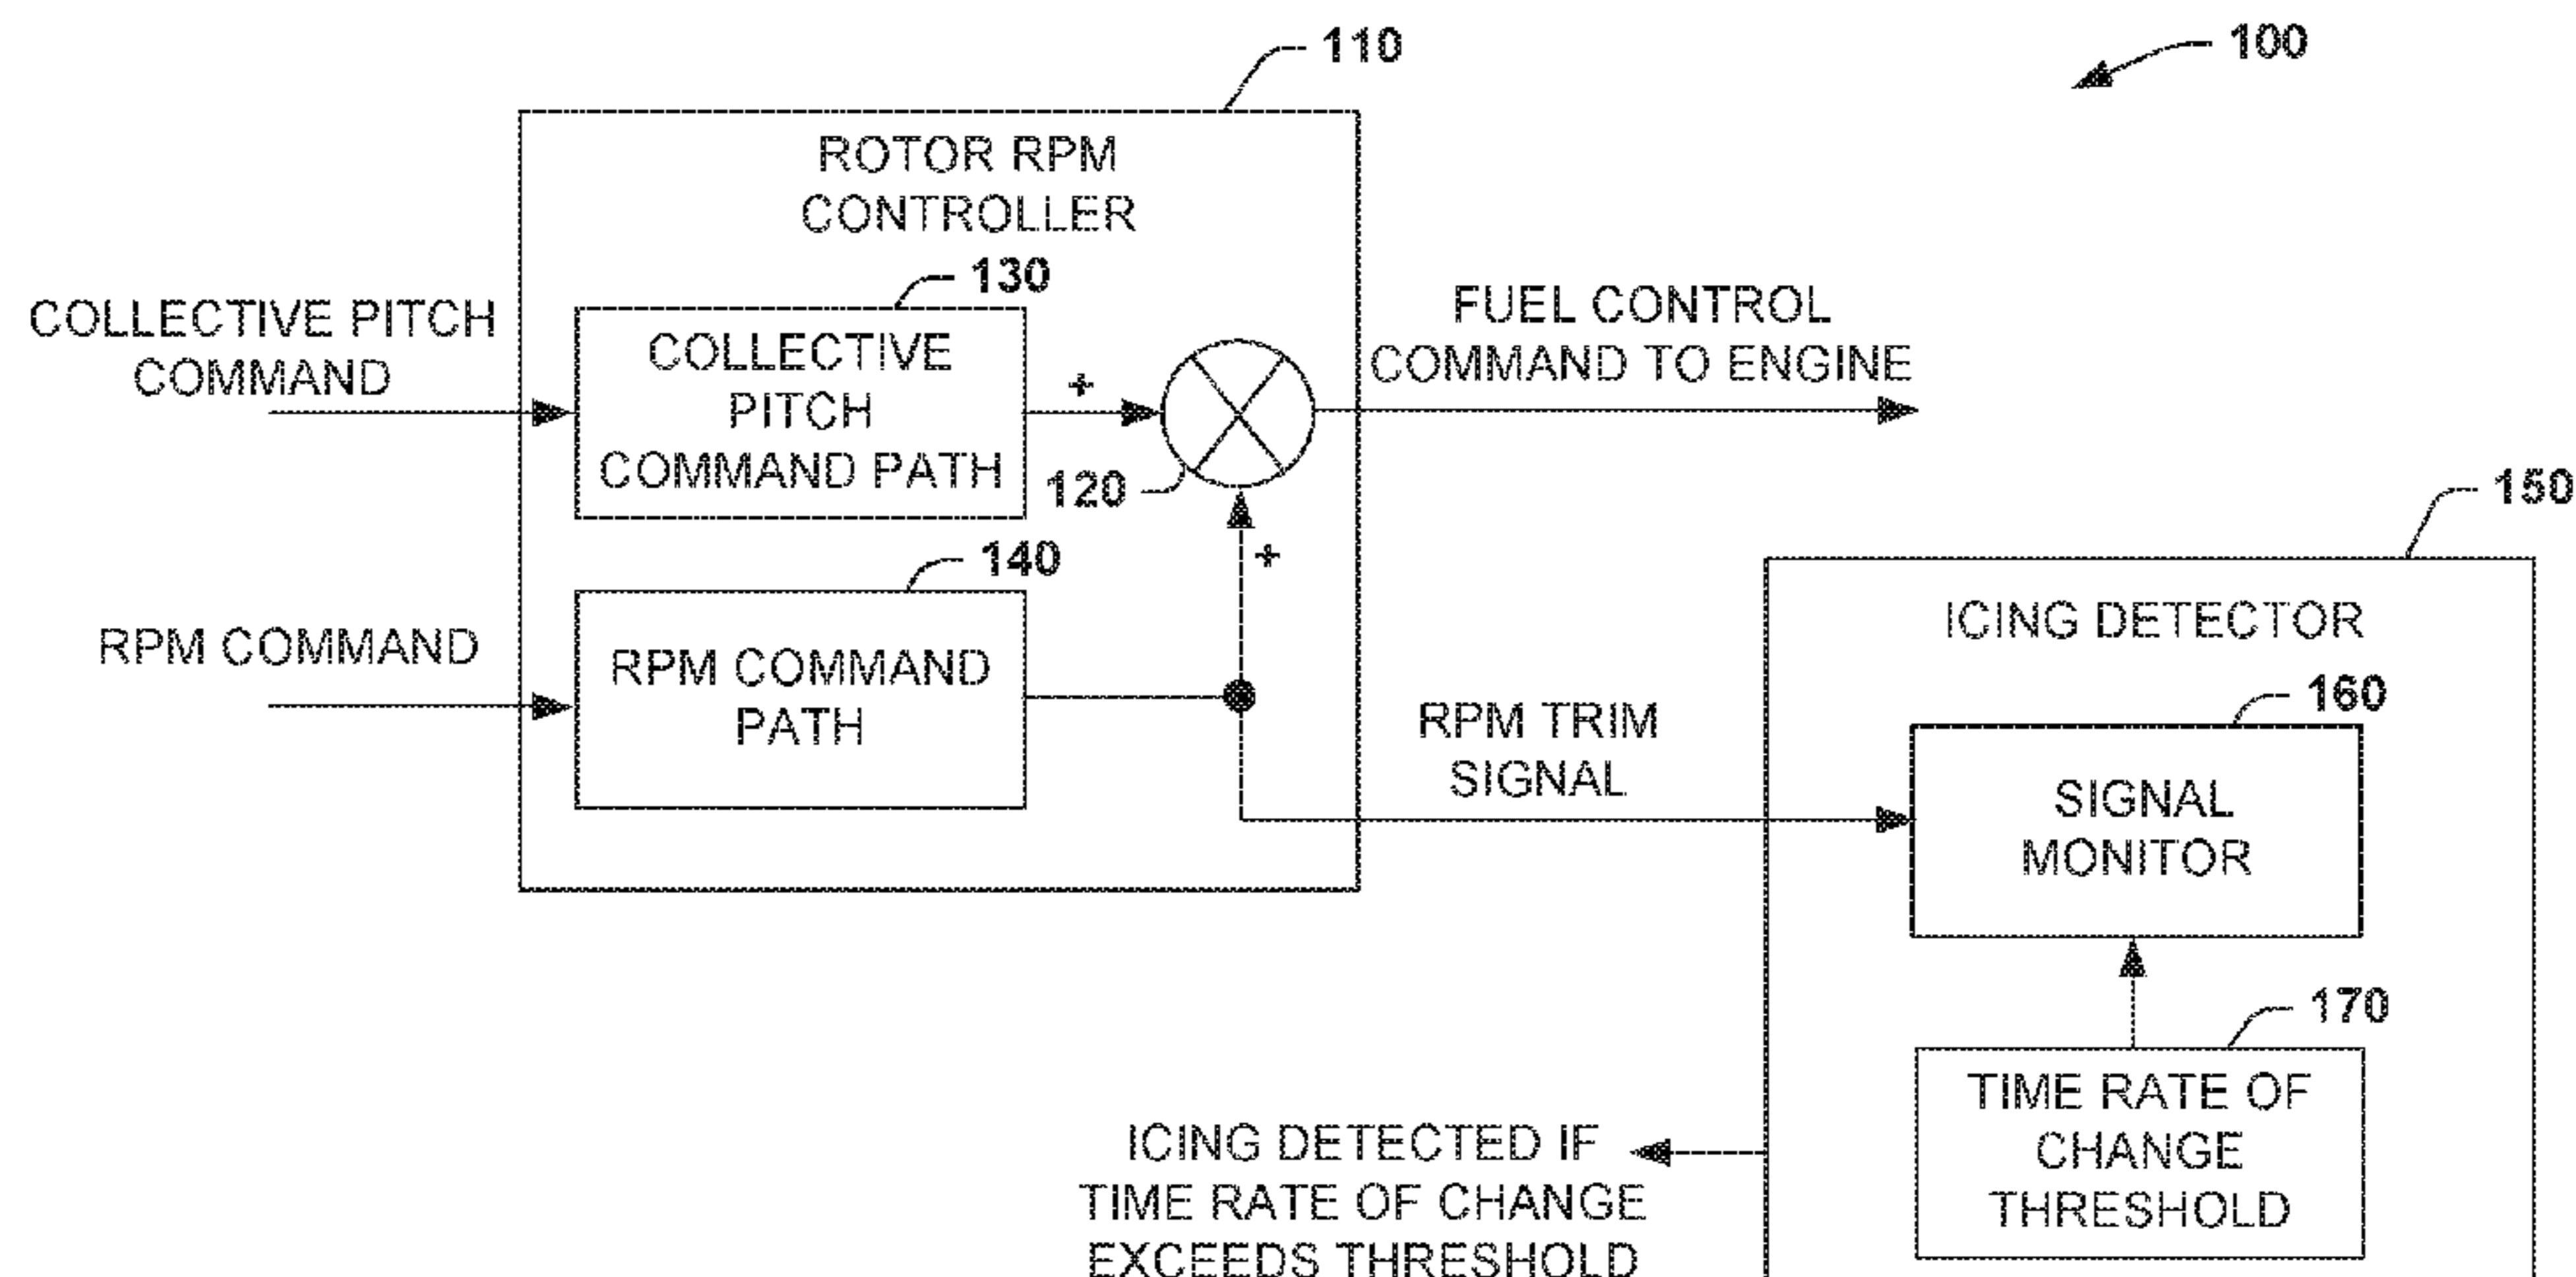 110
100
ROTOR RPM
CONTROLLER
130
COLLECTIVE PITCH
COMMAND
COLLECTIVE
PITCH
COMMAND PATH
+
120
FUEL CONTROL
COMMAND TO ENGINE
150
140
+
RPM COMMAND
RPM COMMAND
PATH
ICING DETECTOR
160
RPM TRIM
SIGNAL
SIGNAL
MONITOR
170
TIME RATE OF
CHANGE
THRESHOLD
ICING DETECTED IF
TIME RATE OF CHANGE
EXCEEDS THRESHOLD